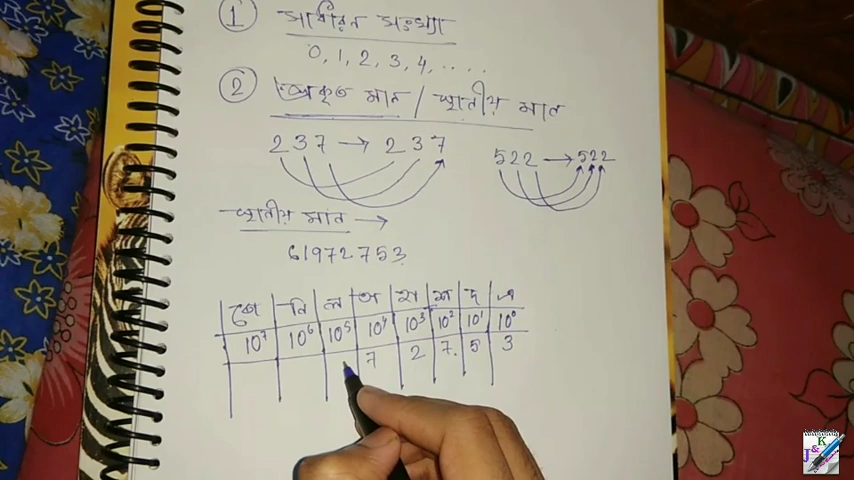 1 সাধারন সংখ্যা
0, 1, 2, 3, 4, .....
2 প্রকৃত মান / স্থানীয় মান
237 → 237
522 → 522
স্থানীয় মান →
61972753
কো নি ল অ স শ দ এ
10⁷ 10⁶ 10⁵ 10⁴ 10³ 10² 10¹ 10⁰
7 2 7. 5 3
J&K